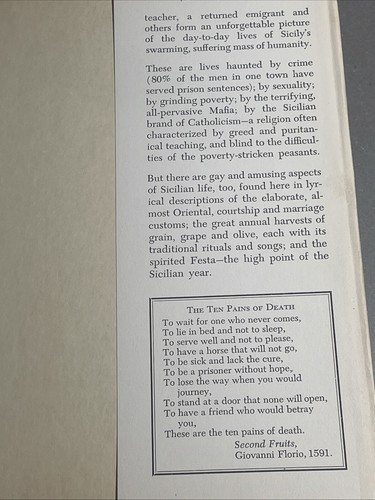 teacher, a returned emigrant and
others form an unforgettable picture
of the day-to-day lives of Sicily's
swarming, suffering mass of humanity.
These are lives haunted by crime
(80% of the men in one town have
served prison sentences); by sexuality;
by grinding poverty; by the terrifying,
all-pervasive Mafia; by the Sicilian
brand of Catholicism—a religion often
characterized by greed and puritan-
ical teaching, and blind to the difficul-
ties of the poverty-stricken peasants.
But there are gay and amusing aspects
of Sicilian life, too, found here in lyr-
ical descriptions of the elaborate, al-
most Oriental, courtship and marriage
customs; the great annual harvests of
grain, grape and olive, each with its
traditional rituals and songs; and the
spirited Festa—the high point of the
Sicilian year.
THE TEN PAINS OF DEATH
To wait for one who never comes,
To lie in bed and not to sleep,
To serve well and not to please,
To have a horse that will not go,
To be sick and lack the cure,
To be a prisoner without hope,
To lose the way when you would
journey,
To stand at a door that none will open,
To have a friend who would betray
you,
These are the ten pains of death.
Second Fruits,
Giovanni Florio, 1591.